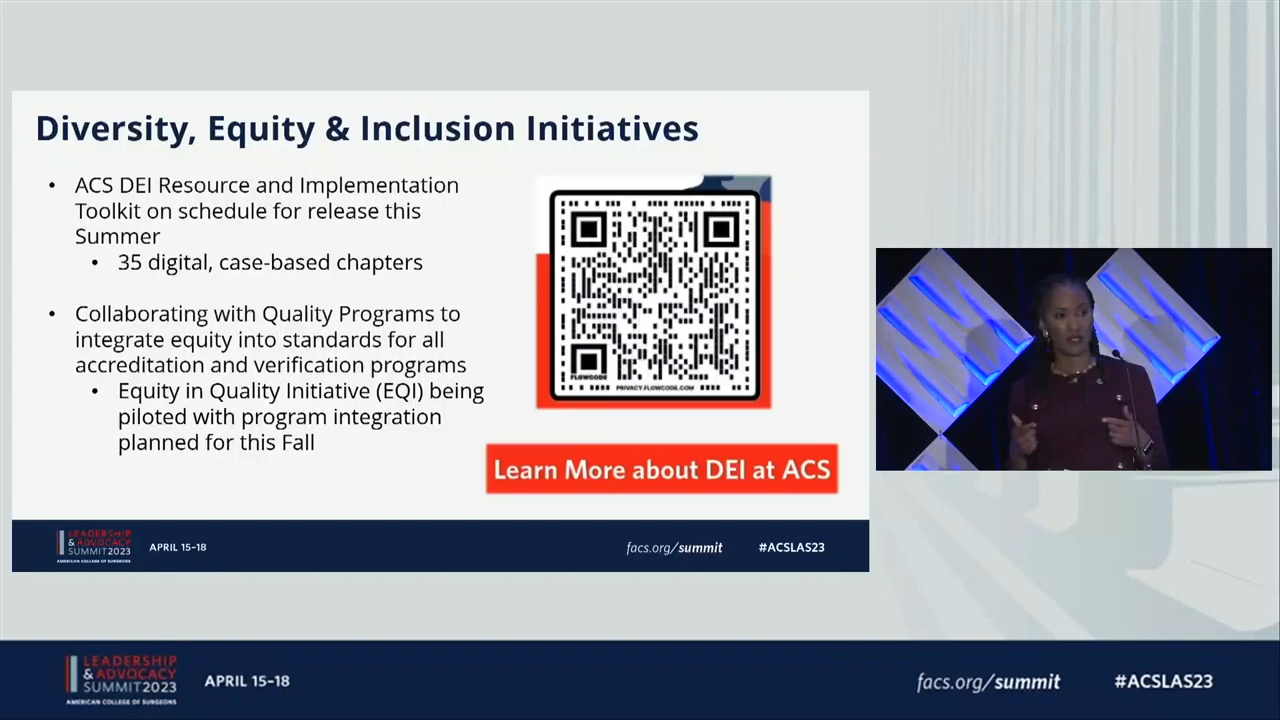 Diversity, Equity & Inclusion Initiatives
• ACS DEI Resource and Implementation
Toolkit on schedule for release this
Summer
• 35 digital, case-based chapters
• Collaborating with Quality Programs to
integrate equity into standards for all
accreditation and verification programs
• Equity in Quality Initiative (EQI) being
piloted with program integration
planned for this Fall
FLOWCODE
PRIVACY.FLOWCODE.COM
Learn More about DEI at ACS
LEADERSHIP
& ADVOCACY
SUMMIT2023
AMERICAN COLLEGE OF SURGEONS
APRIL 15–18
facs.org/summit
#ACSLAS23
LEADERSHIP
& ADVOCACY
SUMMIT2023
AMERICAN COLLEGE OF SURGEONS
APRIL 15–18
facs.org/summit
#ACSLAS23